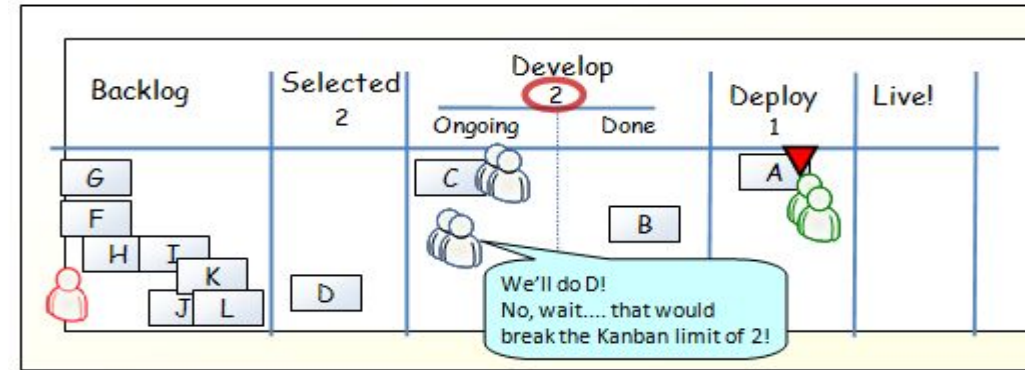 Backlog
Selected
2
Develop
2
Ongoing
Done
Deploy
1
Live!
G
F
H
I
K
J
L
D
C
B
A
We'll do D!
No, wait.... that would
break the Kanban limit of 2!